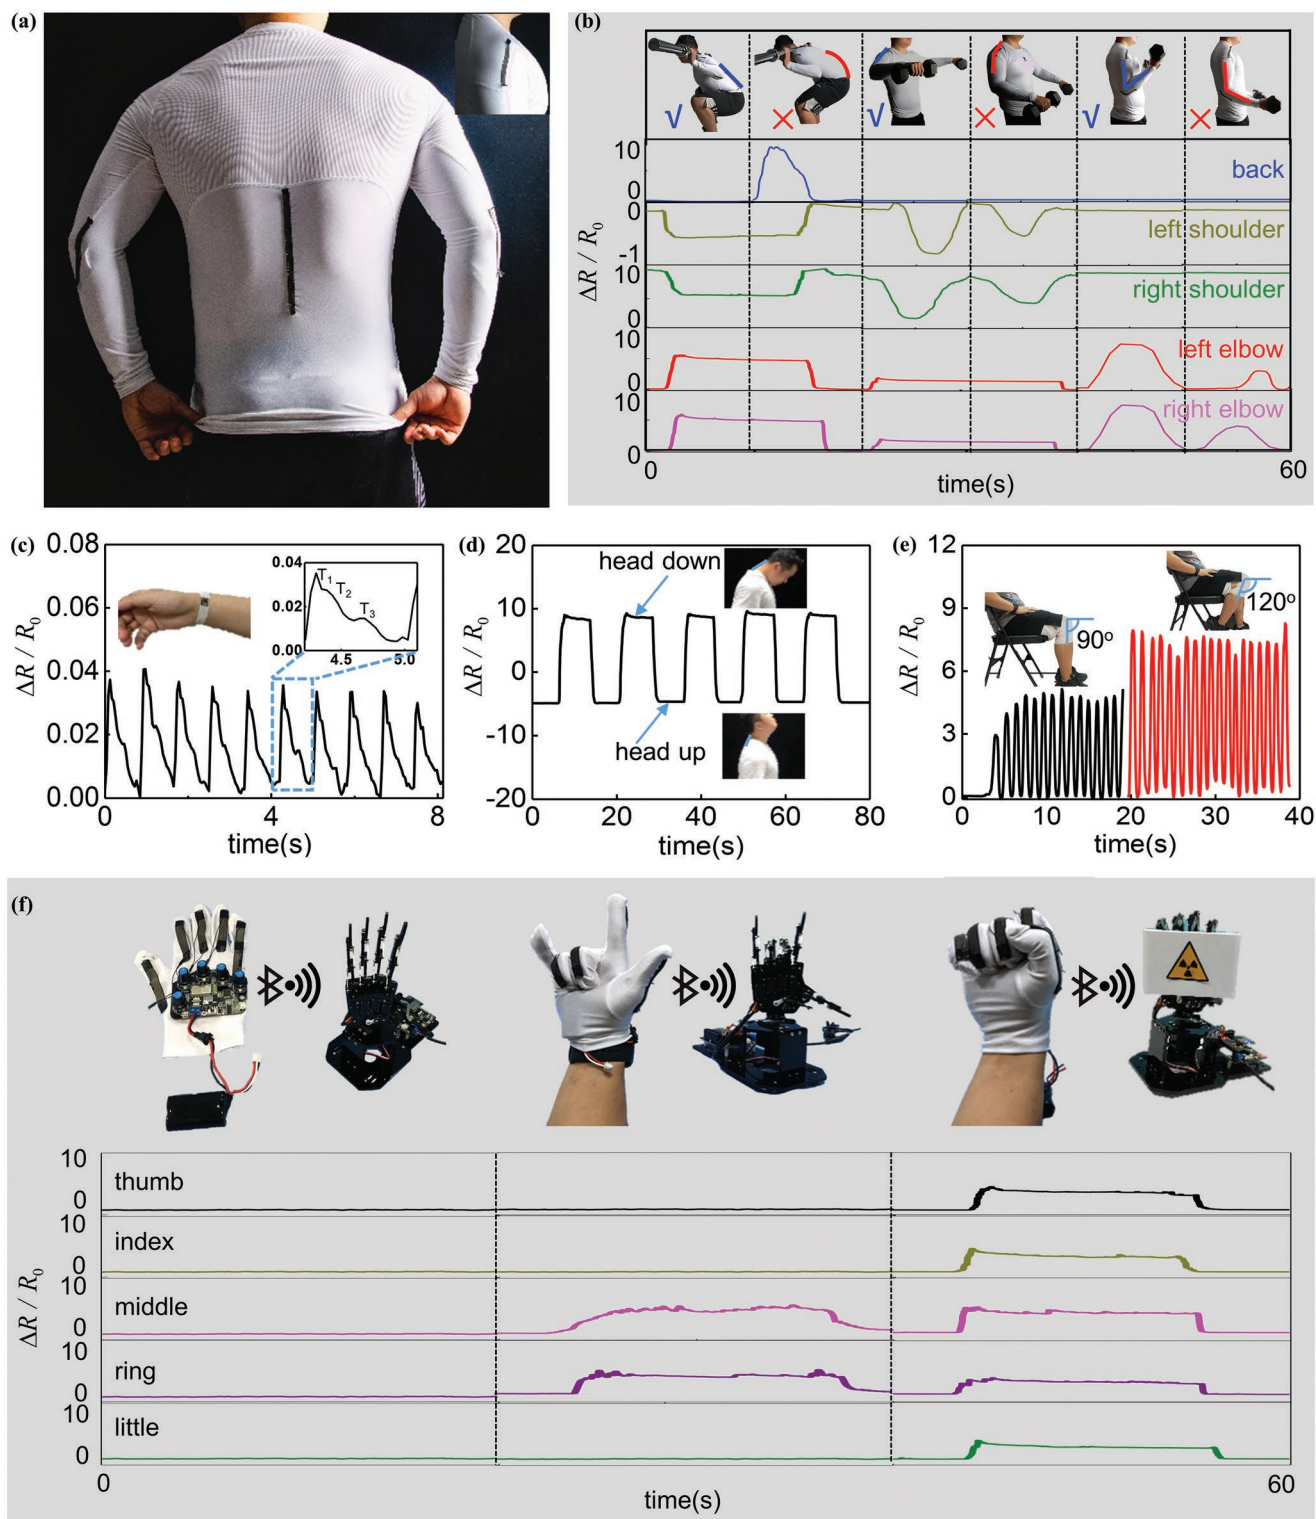 (a)
(b)
√ × √ × √ ×
10
0
back
0
-1
left shoulder
10
0
right shoulder
10
0
left elbow
10
0
right elbow
ΔR / R0
0 60
time(s)
(c)
0.08
0.06
0.04
0.02
0.00
ΔR / R0
0.04
0.02
0.00
T1
T2
T3
4.5 5.0
0 4 8
time(s)
(d)
20
10
0
-10
-20
ΔR / R0
head down
head up
0 20 40 60 80
time(s)
(e)
12
9
6
3
0
ΔR / R0
90°
120°
0 10 20 30 40
time(s)
(f)
10
0
thumb
10
0
index
10
0
middle
10
0
ring
10
0
little
ΔR / R0
0 60
time(s)